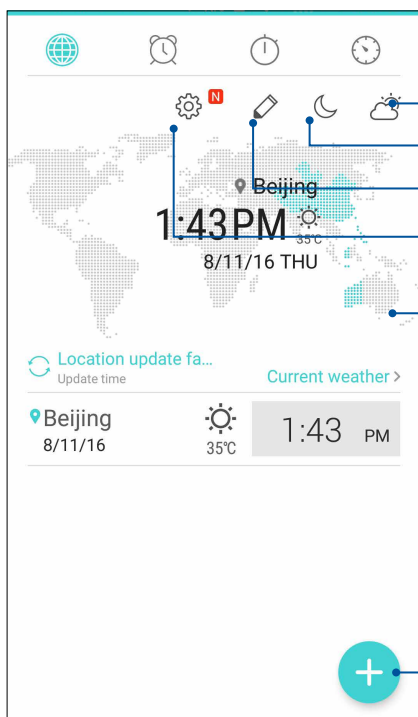 N
Beijing
1:43PM
35℃
8/11/16 THU
Location update fa...
Update time
Current weather >
Beijing
8/11/16
35℃
1:43 PM